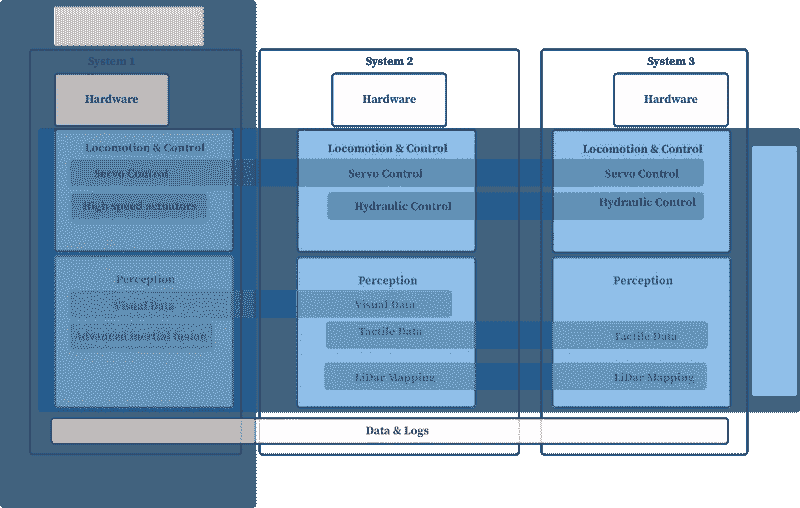 System 1
System 2
System 3
Hardware
Hardware
Hardware
Locomotion & Control
Locomotion & Control
Locomotion & Control
Servo Control
Servo Control
Servo Control
High speed actuators
Hydraulic Control
Hydraulic Control
Perception
Perception
Perception
Visual Data
Visual Data
Advanced inertial fusion
Tactile Data
Tactile Data
LiDar Mapping
LiDar Mapping
Data & Logs